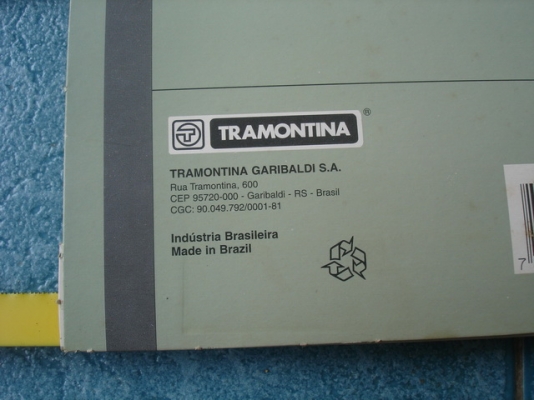 TRAMONTINA ®
TRAMONTINA GARIBALDI S.A.
Rua Tramontina, 600
CEP 95720-000 - Garibaldi - RS - Brasil
CGC: 90.049.792/0001-81
Indústria Brasileira
Made in Brazil
7